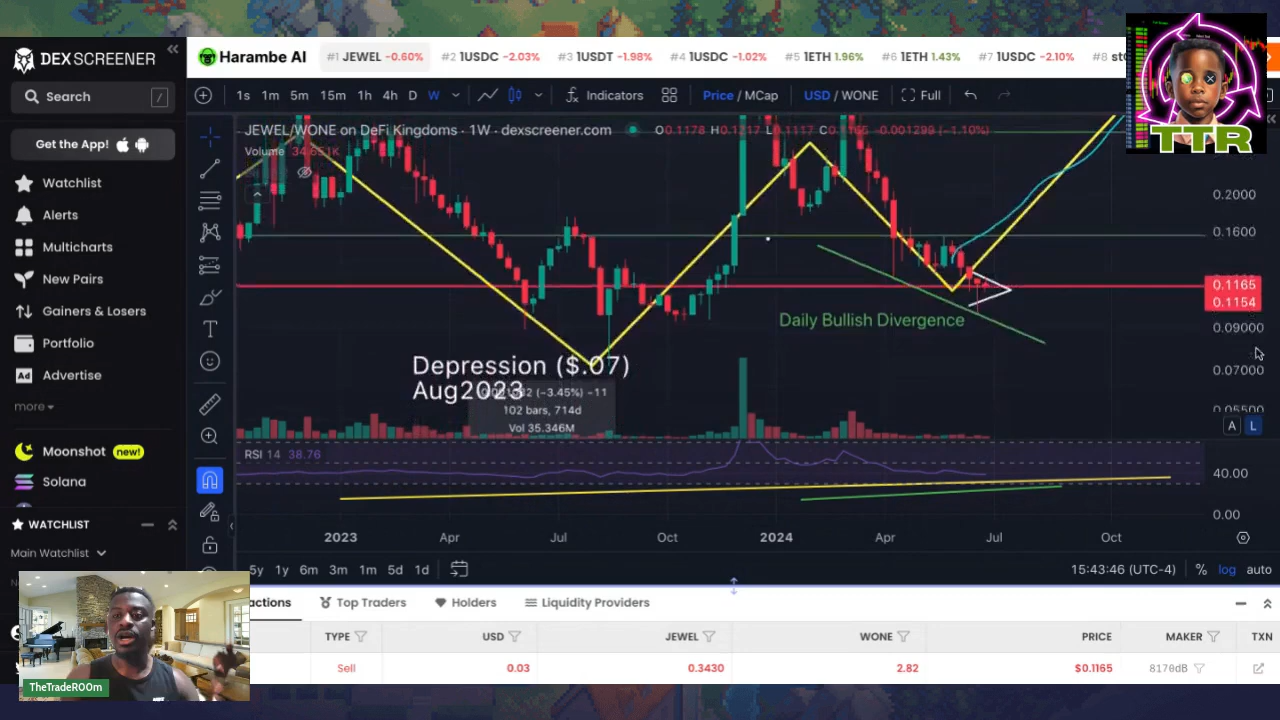 DEX SCREENER
Harambe AI
#1 JEWEL -0.60%
#2 1USDC -2.03%
#3 1USDT -1.98%
#4 1USDC -1.02%
#5 1ETH 1.96%
#6 1ETH 1.43%
#7 1USDC -2.10%
#8
TTR
Search /
1s 1m 5m 15m 1h 4h D W
Indicators
Price / MCap
USD / WONE
Full
Get the App!
JEWEL/WONE on DeFi Kingdoms · 1W · dexscreener.com
Volume
Watchlist
Alerts
Multicharts
New Pairs
Gainers & Losers
Portfolio
Ad Advertise
more
Moonshot new!
Solana
WATCHLIST
Main Watchlist
0.2000
0.1600
0.1165
0.1154
0.09000
0.07000
0.05500
A L
Daily Bullish Divergence
Depression ($.07)
Aug2023
(−3.45%) −11
102 bars, 714d
Vol 35.346M
RSI 14 38.76
40.00
0.00
2023 Apr Jul Oct 2024 Apr Jul Oct
5y 1y 6m 3m 1m 5d 1d
15:43:46 (UTC-4) % log auto
actions
Top Traders
Holders
Liquidity Providers
TYPE USD JEWEL WONE PRICE MAKER TXN
Sell 0.03 0.3430 2.82 $0.1165 8170dB
TheTradeROOm